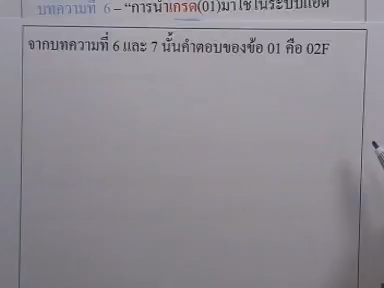 บทความที่ 6 – “การนำเกรด(01)มาใช้ในระบบแอด
จากบทความที่ 6 และ 7 นั้นคำตอบของข้อ 01 คือ 02F